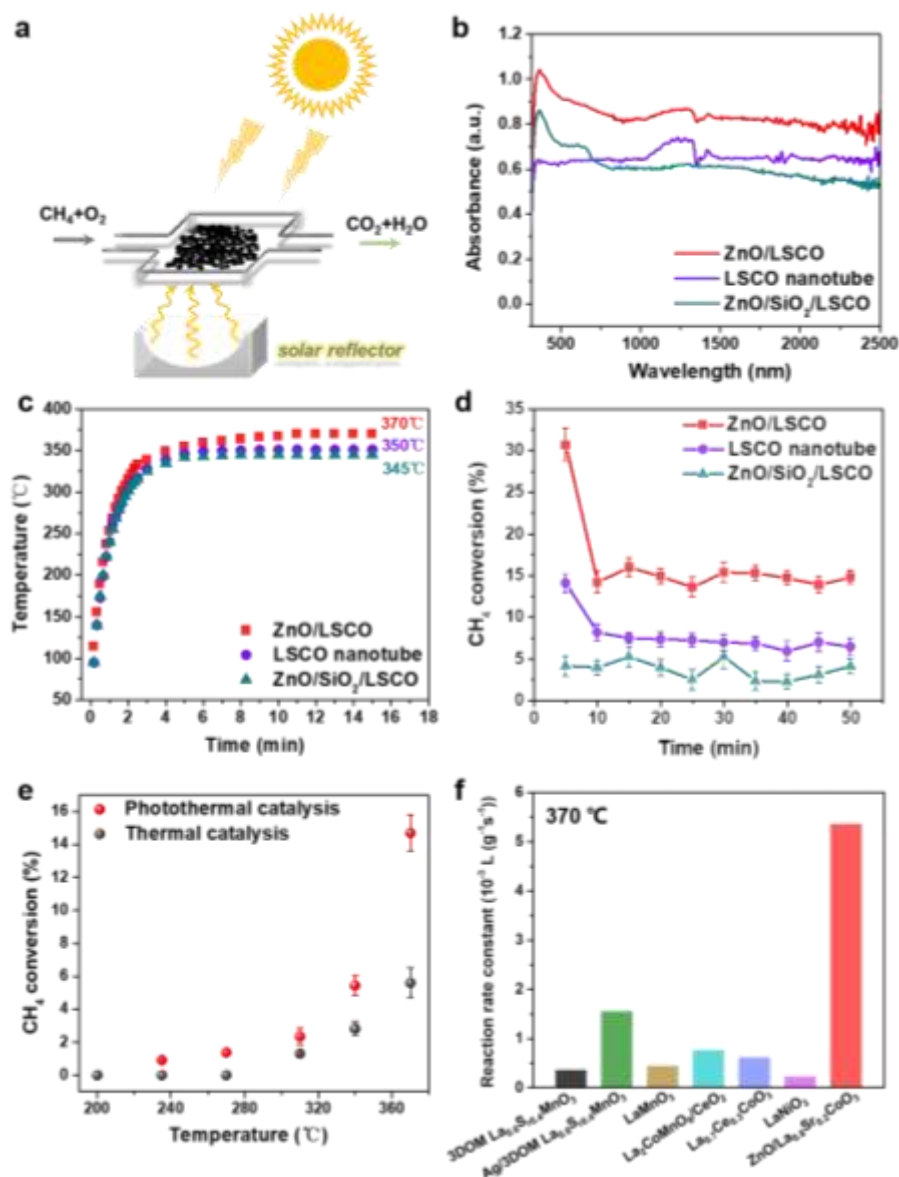 a
CH₄+O₂
CO₂+H₂O
solar reflector
b
Absorbance (a.u.)
1.2
1.0
0.8
0.6
0.4
0.2
0.0
ZnO/LSCO
LSCO nanotube
ZnO/SiO₂/LSCO
500
1000
1500
2000
2500
Wavelength (nm)
c
Temperature (℃)
400
350
300
250
200
150
100
50
370℃
350℃
345℃
ZnO/LSCO
LSCO nanotube
ZnO/SiO₂/LSCO
0
2
4
6
8
10
12
14
16
18
Time (min)
d
CH₄ conversion (%)
35
30
25
20
15
10
5
0
ZnO/LSCO
LSCO nanotube
ZnO/SiO₂/LSCO
0
10
20
30
40
50
Time (min)
e
CH₄ conversion (%)
16
14
12
10
8
6
4
2
0
Photothermal catalysis
Thermal catalysis
200
240
280
320
360
Temperature (℃)
f
Reaction rate constant (10⁻³ L (g⁻¹s⁻¹))
6
5
4
3
2
1
0
370 ℃
LaMnO₃
La₂CoMnO₆/CeO₂
LaNiO₃